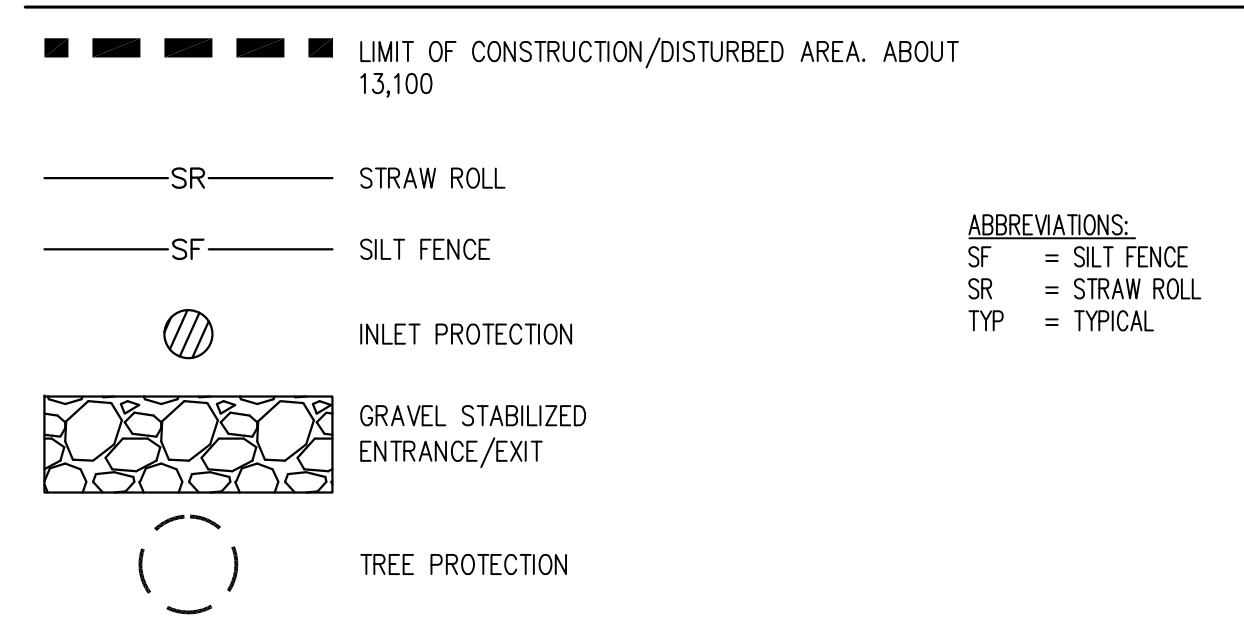 LIMIT OF CONSTRUCTION/DISTURBED AREA. ABOUT
13,100
SR
STRAW ROLL
SF
SILT FENCE
INLET PROTECTION
GRAVEL STABILIZED
ENTRANCE/EXIT
TREE PROTECTION
ABBREVIATIONS:
SF = SILT FENCE
SR = STRAW ROLL
TYP = TYPICAL